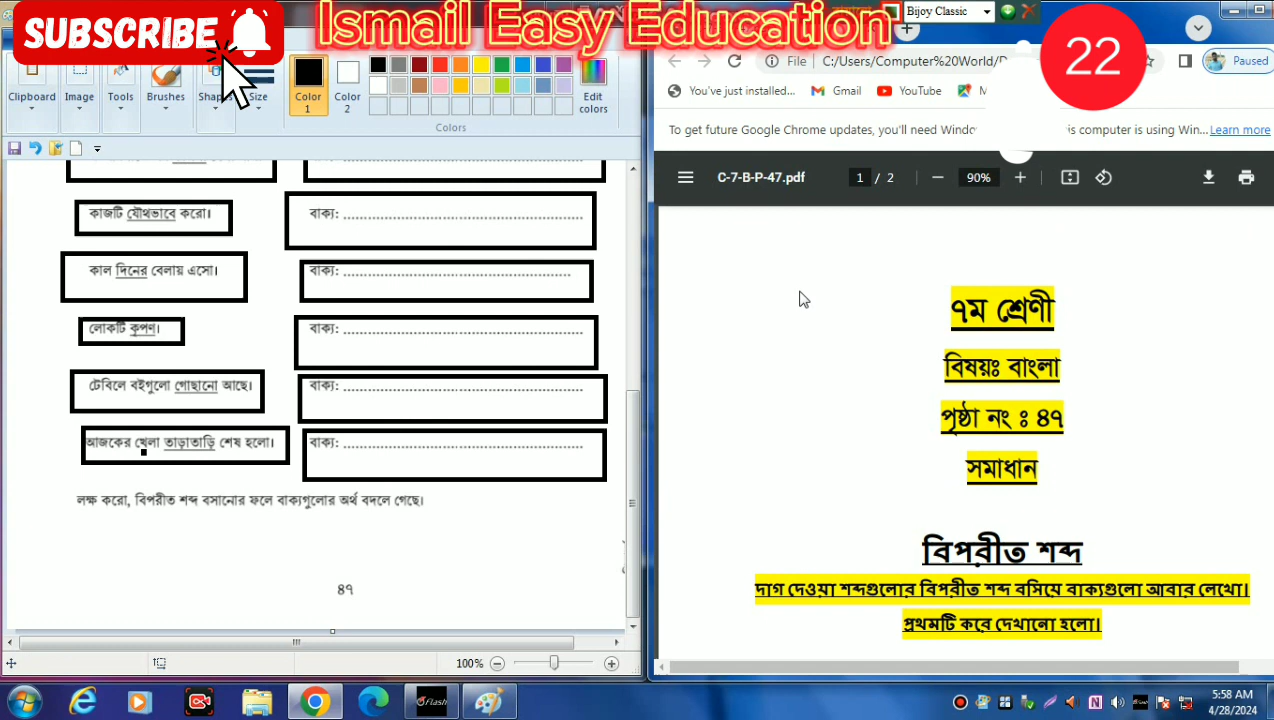 SUBSCRIBE
Ismail Easy Education
Bijoy Classic
22
File C:/Users/Computer%20World/D
Paused
You've just installed... Gmail YouTube
To get future Google Chrome updates, you'll need Windo is computer is using Win... Learn more
Clipboard Image Tools Brushes Shapes Size Color 1 Color 2 Edit colors
Colors
C-7-B-P-47.pdf 1 / 2 90%
কাজটি যৌথভাবে করো। বাক্য: ............................................................
কাল দিনের বেলায় এসো। বাক্য: .........................................................
লোকটি কৃপণ। বাক্য: ............................................................
টেবিলে বইগুলো গোছানো আছে। বাক্য: ............................................................
আজকের খেলা তাড়াতাড়ি শেষ হলো। বাক্য: ............................................................
লক্ষ করো, বিপরীত শব্দ বসানোর ফলে বাক্যগুলোর অর্থ বদলে গেছে।
৪৭
৭ম শ্রেণী
বিষয়ঃ বাংলা
পৃষ্ঠা নং ঃ ৪৭
সমাধান
বিপরীত শব্দ
দাগ দেওয়া শব্দগুলোর বিপরীত শব্দ বসিয়ে বাক্যগুলো আবার লেখো।
প্রথমটি করে দেখানো হলো।
100%
5:58 AM
4/28/2024